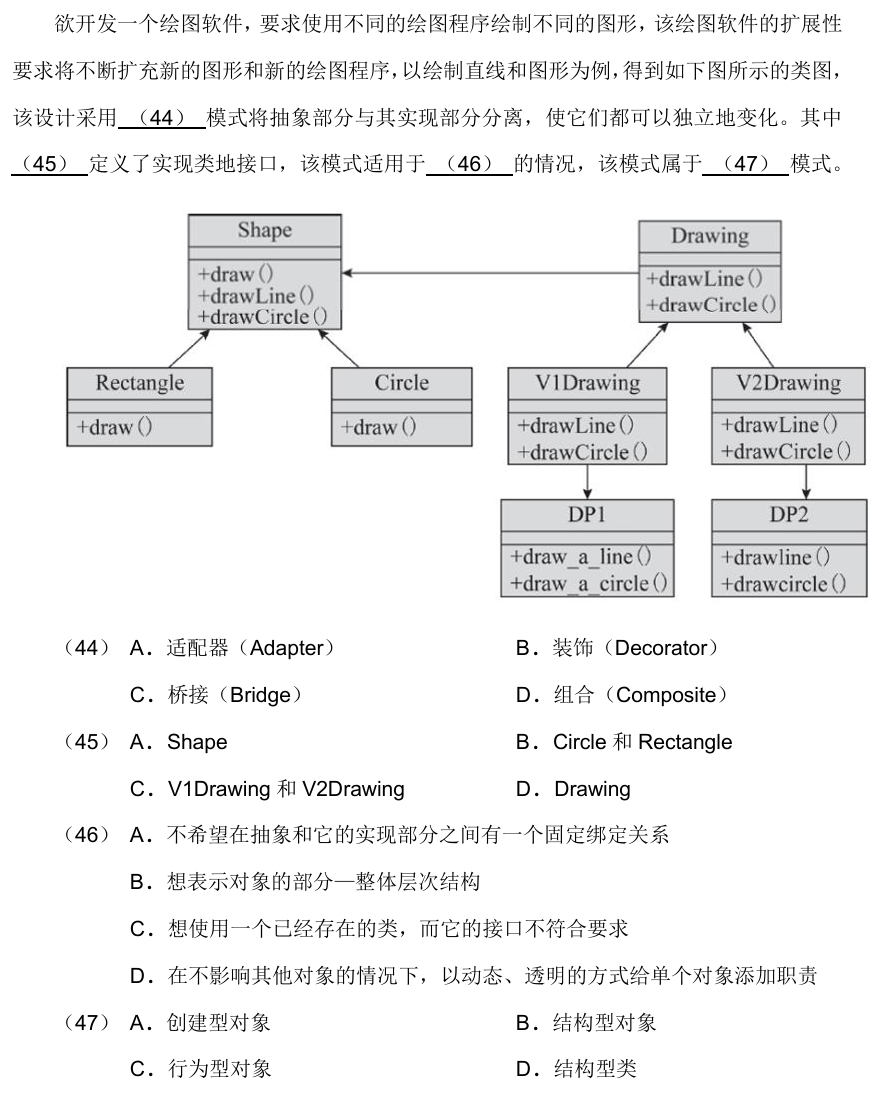 欲开发一个绘图软件，要求使用不同的绘图程序绘制不同的图形，该绘图软件的扩展性
要求将不断扩充新的图形和新的绘图程序，以绘制直线和图形为例，得到如下图所示的类图，
该设计采用 （44） 模式将抽象部分与其实现部分分离，使它们都可以独立地变化。其中
（45） 定义了实现类地接口，该模式适用于 （46） 的情况，该模式属于 （47） 模式。
Shape
+draw()
+drawLine()
+drawCircle()
Drawing
+drawLine()
+drawCircle()
Rectangle
+draw()
Circle
+draw()
V1Drawing
+drawLine()
+drawCircle()
V2Drawing
+drawLine()
+drawCircle()
DP1
+draw_a_line()
+draw_a_circle()
DP2
+drawline()
+drawcircle()
（44） A．适配器（Adapter） B．装饰（Decorator）
C．桥接（Bridge） D．组合（Composite）
（45） A．Shape B．Circle 和 Rectangle
C．V1Drawing 和 V2Drawing D．Drawing
（46） A．不希望在抽象和它的实现部分之间有一个固定绑定关系
B．想表示对象的部分—整体层次结构
C．想使用一个已经存在的类，而它的接口不符合要求
D．在不影响其他对象的情况下，以动态、透明的方式给单个对象添加职责
（47） A．创建型对象 B．结构型对象
C．行为型对象 D．结构型类